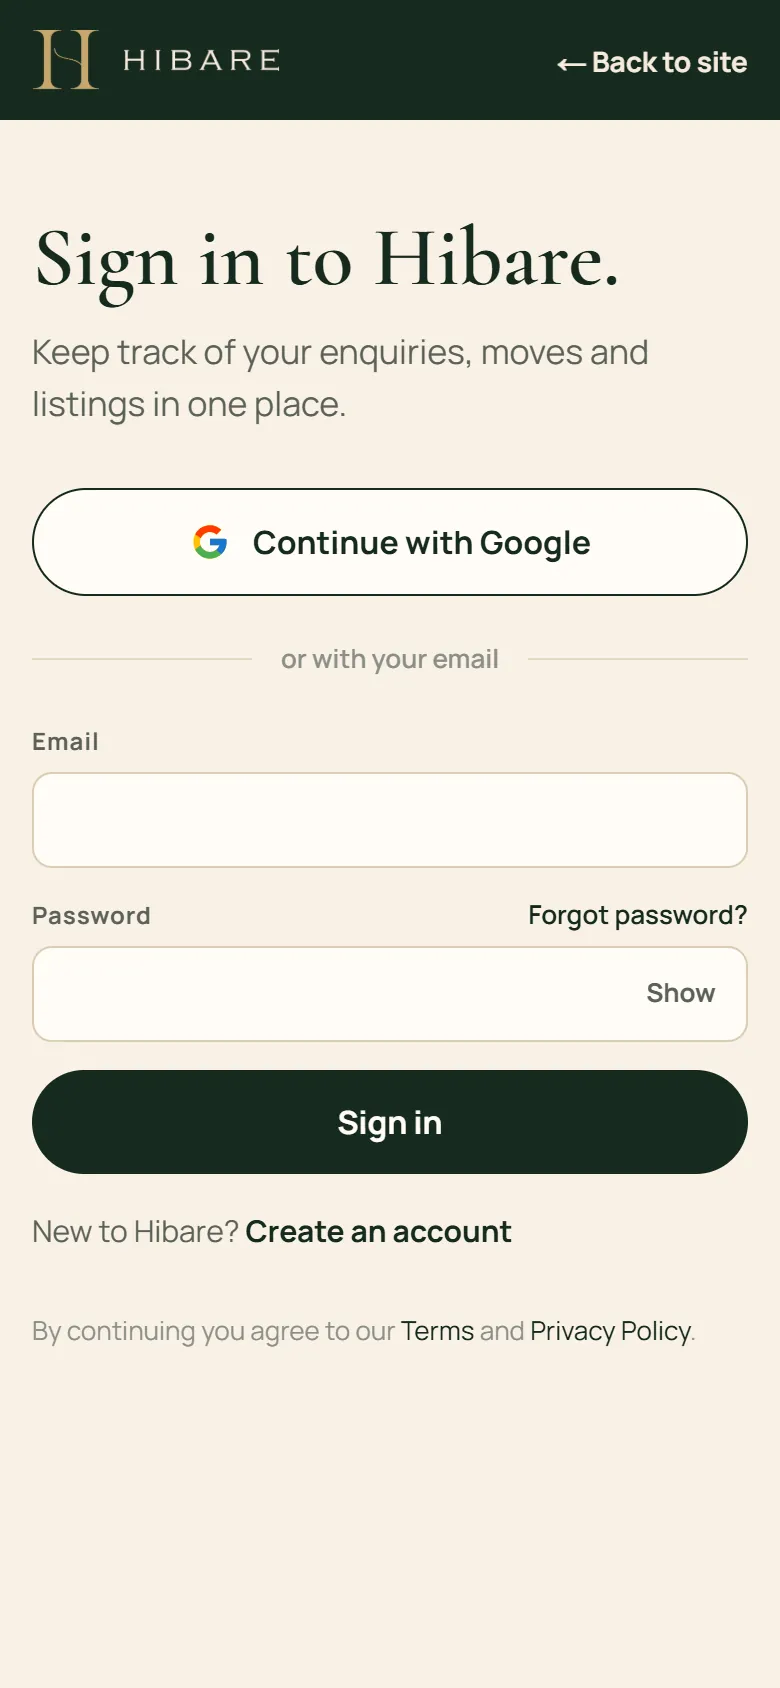 H HIBARE
← Back to site
Sign in to Hibare.
Keep track of your enquiries, moves and
listings in one place.
Continue with Google
or with your email
Email
Password
Forgot password?
Show
Sign in
New to Hibare? Create an account
By continuing you agree to our Terms and Privacy Policy.